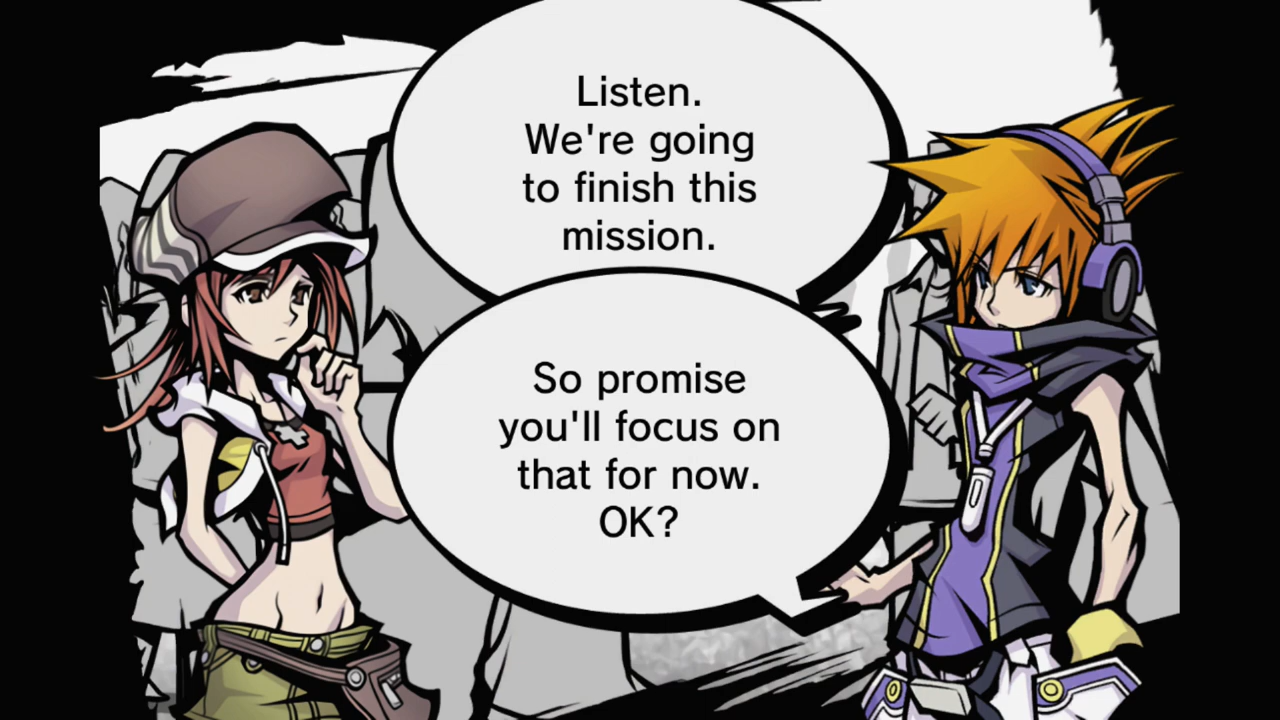 Listen.
We're going
to finish this
mission.
So promise
you'll focus on
that for now.
OK?